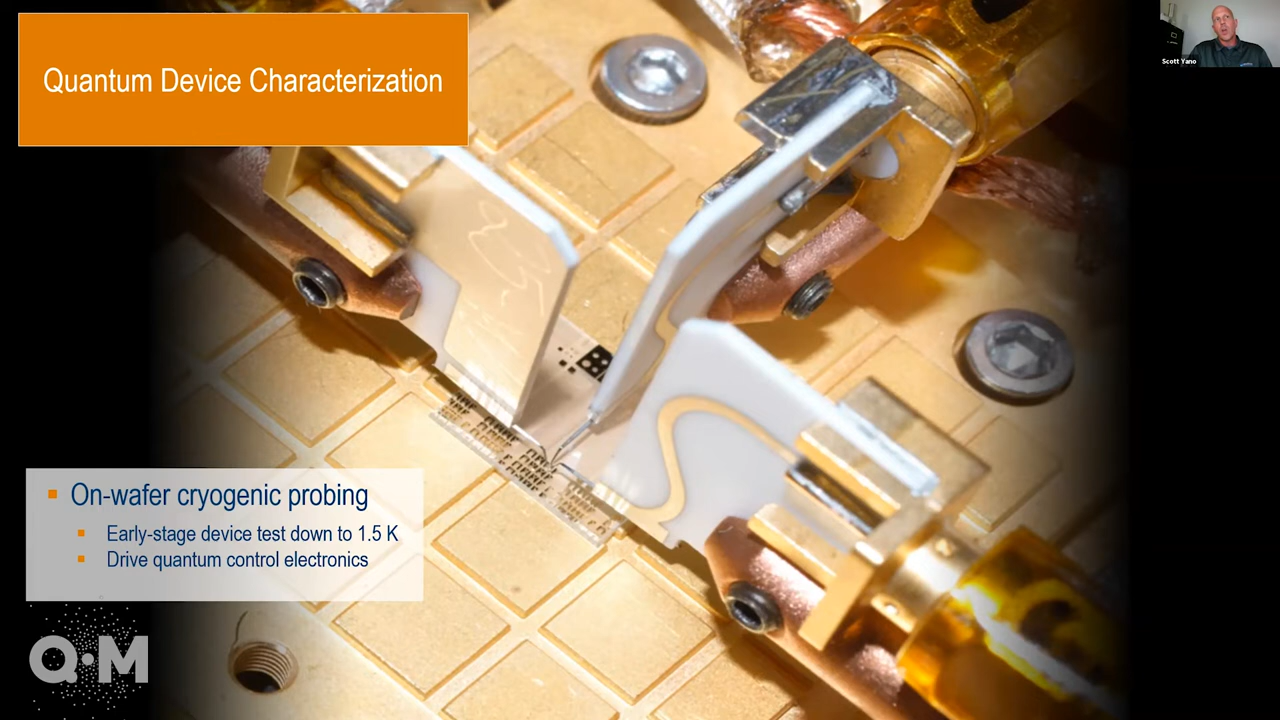 Quantum Device Characterization
Scott Yano
On-wafer cryogenic probing
Early-stage device test down to 1.5 K
Drive quantum control electronics
Q·M